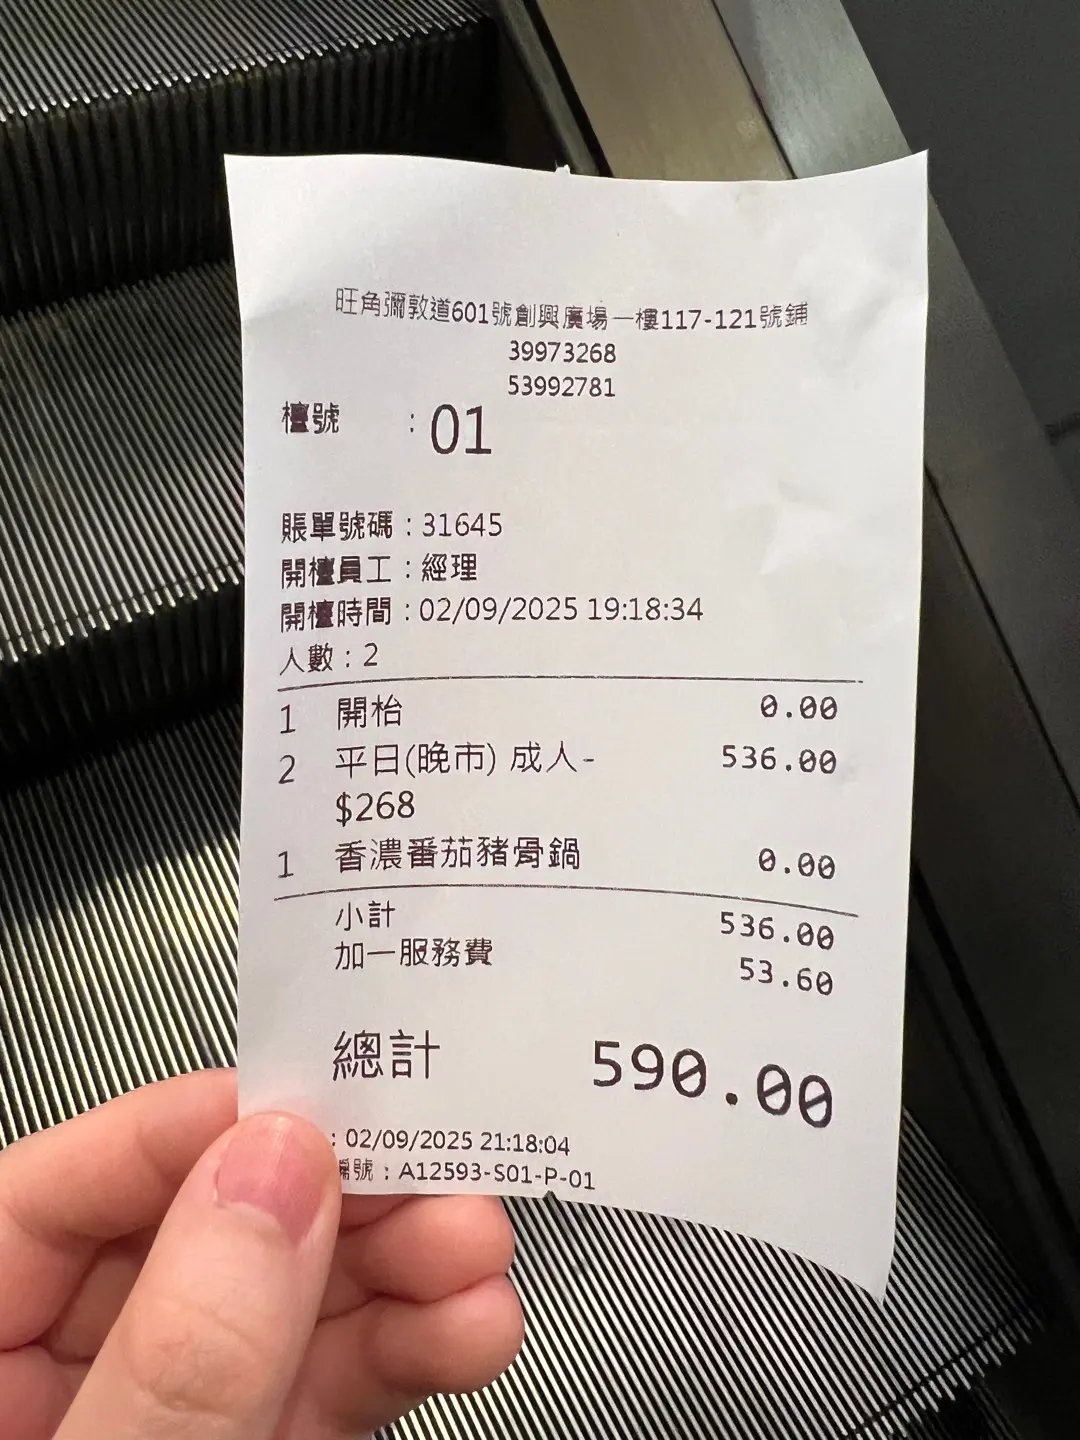 旺角彌敦道601號創興廣場一樓117-121號鋪
39973268
53992781
檯號 : 01
賬單號碼 : 31645
開檯員工 : 經理
開檯時間 : 02/09/2025 19:18:34
人數 : 2
1 開枱 0.00
2 平日(晚市) 成人- 536.00
$268
1 香濃番茄豬骨鍋 0.00
小計 536.00
加一服務費 53.60
總計 590.00
: 02/09/2025 21:18:04
號 : A12593-S01-P-01